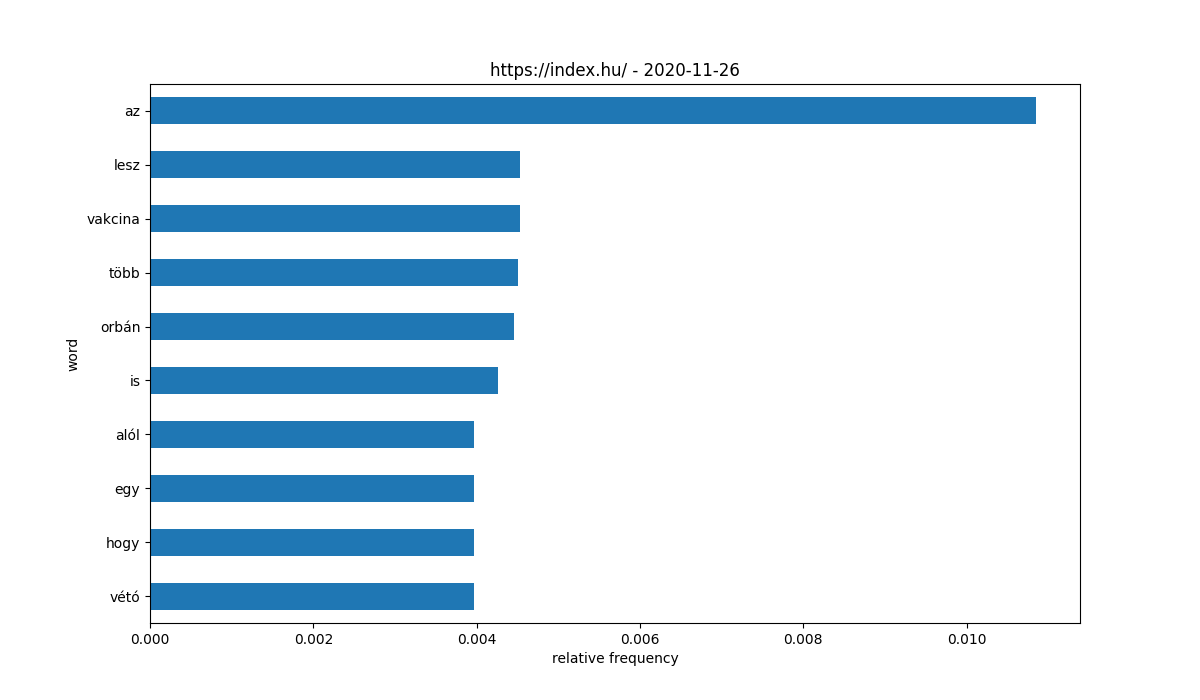 https://index.hu/ - 2020-11-26
az
lesz
vakcina
több
orbán
is
alól
egy
hogy
vétó
word
0.000 0.002 0.004 0.006 0.008 0.010
relative frequency